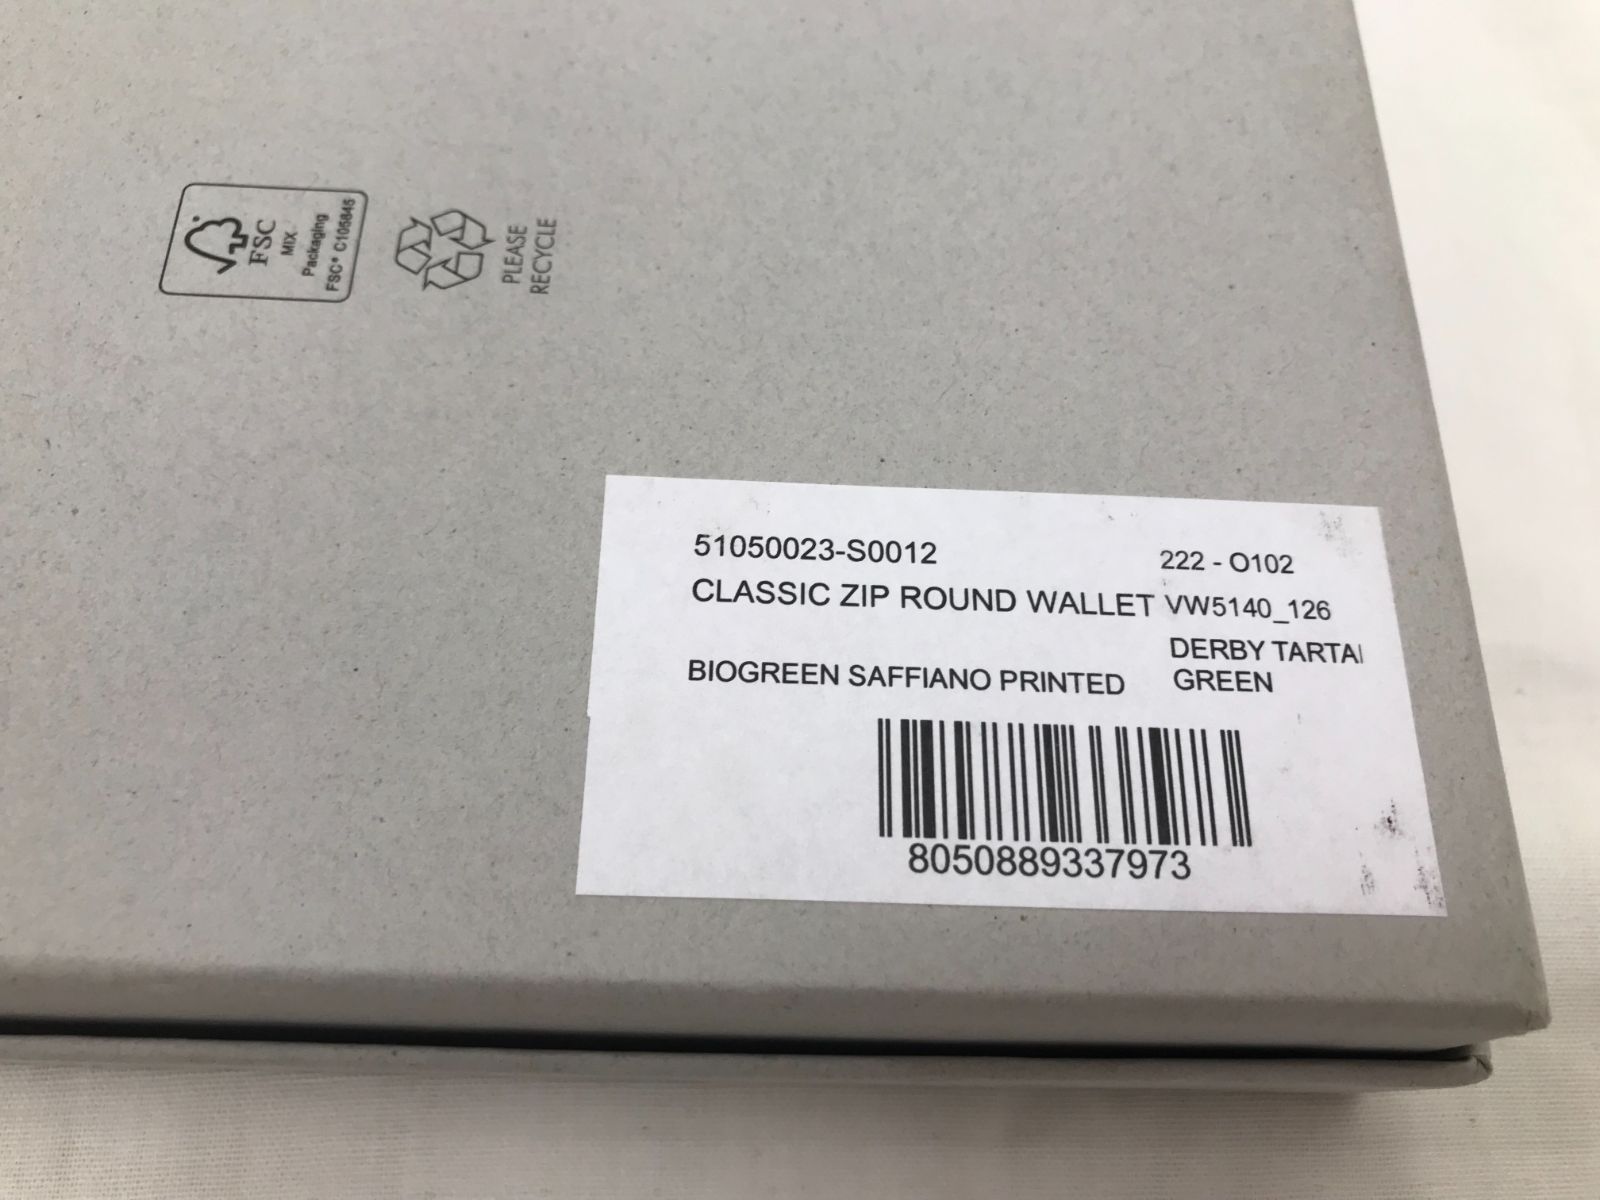 FSC
MIX
Packaging
FSC® C105845
PLEASE
RECYCLE
51050023-S0012
222 - O102
CLASSIC ZIP ROUND WALLET
VW5140_126
DERBY
BIOGREEN SAFFIANO PRINTED
GREEN
8050889337973